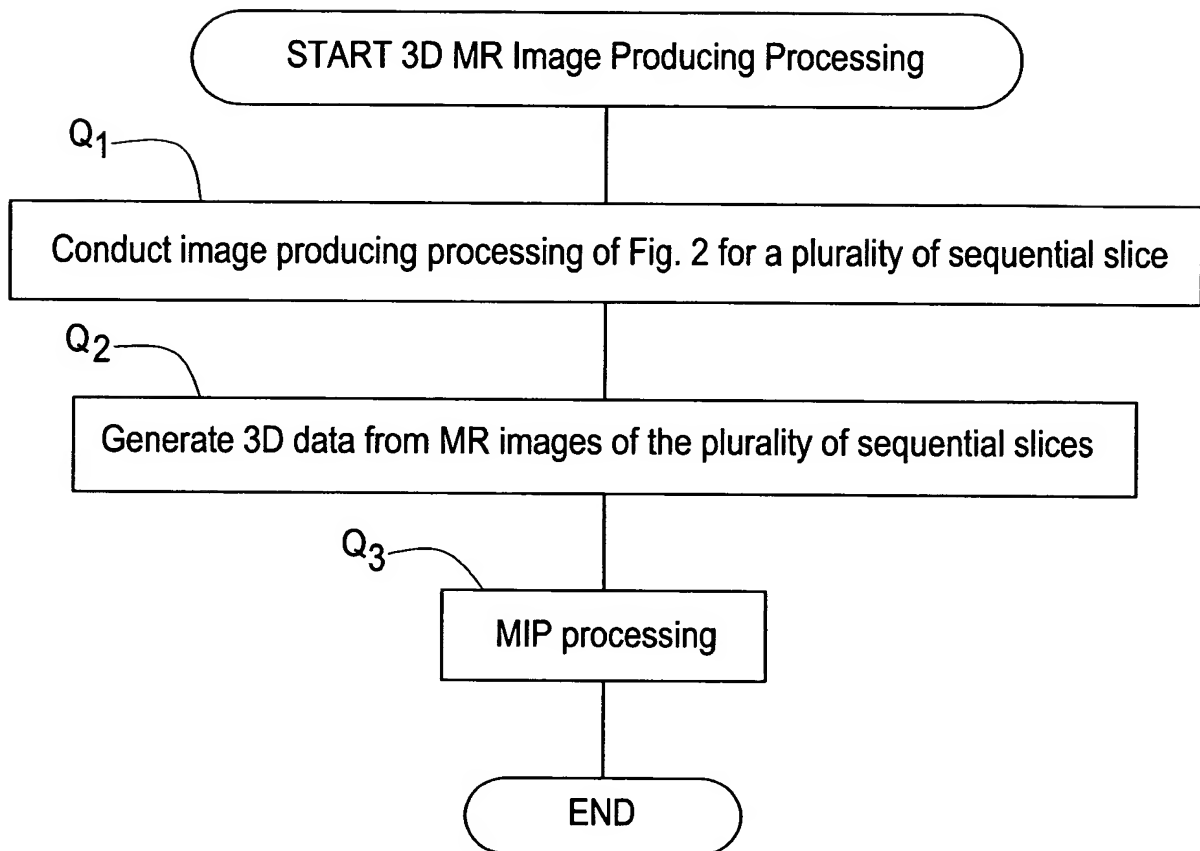 START 3D MR Image Producing Processing
Q1
Conduct image producing processing of Fig. 2 for a plurality of sequential slice
Q2
Generate 3D data from MR images of the plurality of sequential slices
Q3
MIP processing
END